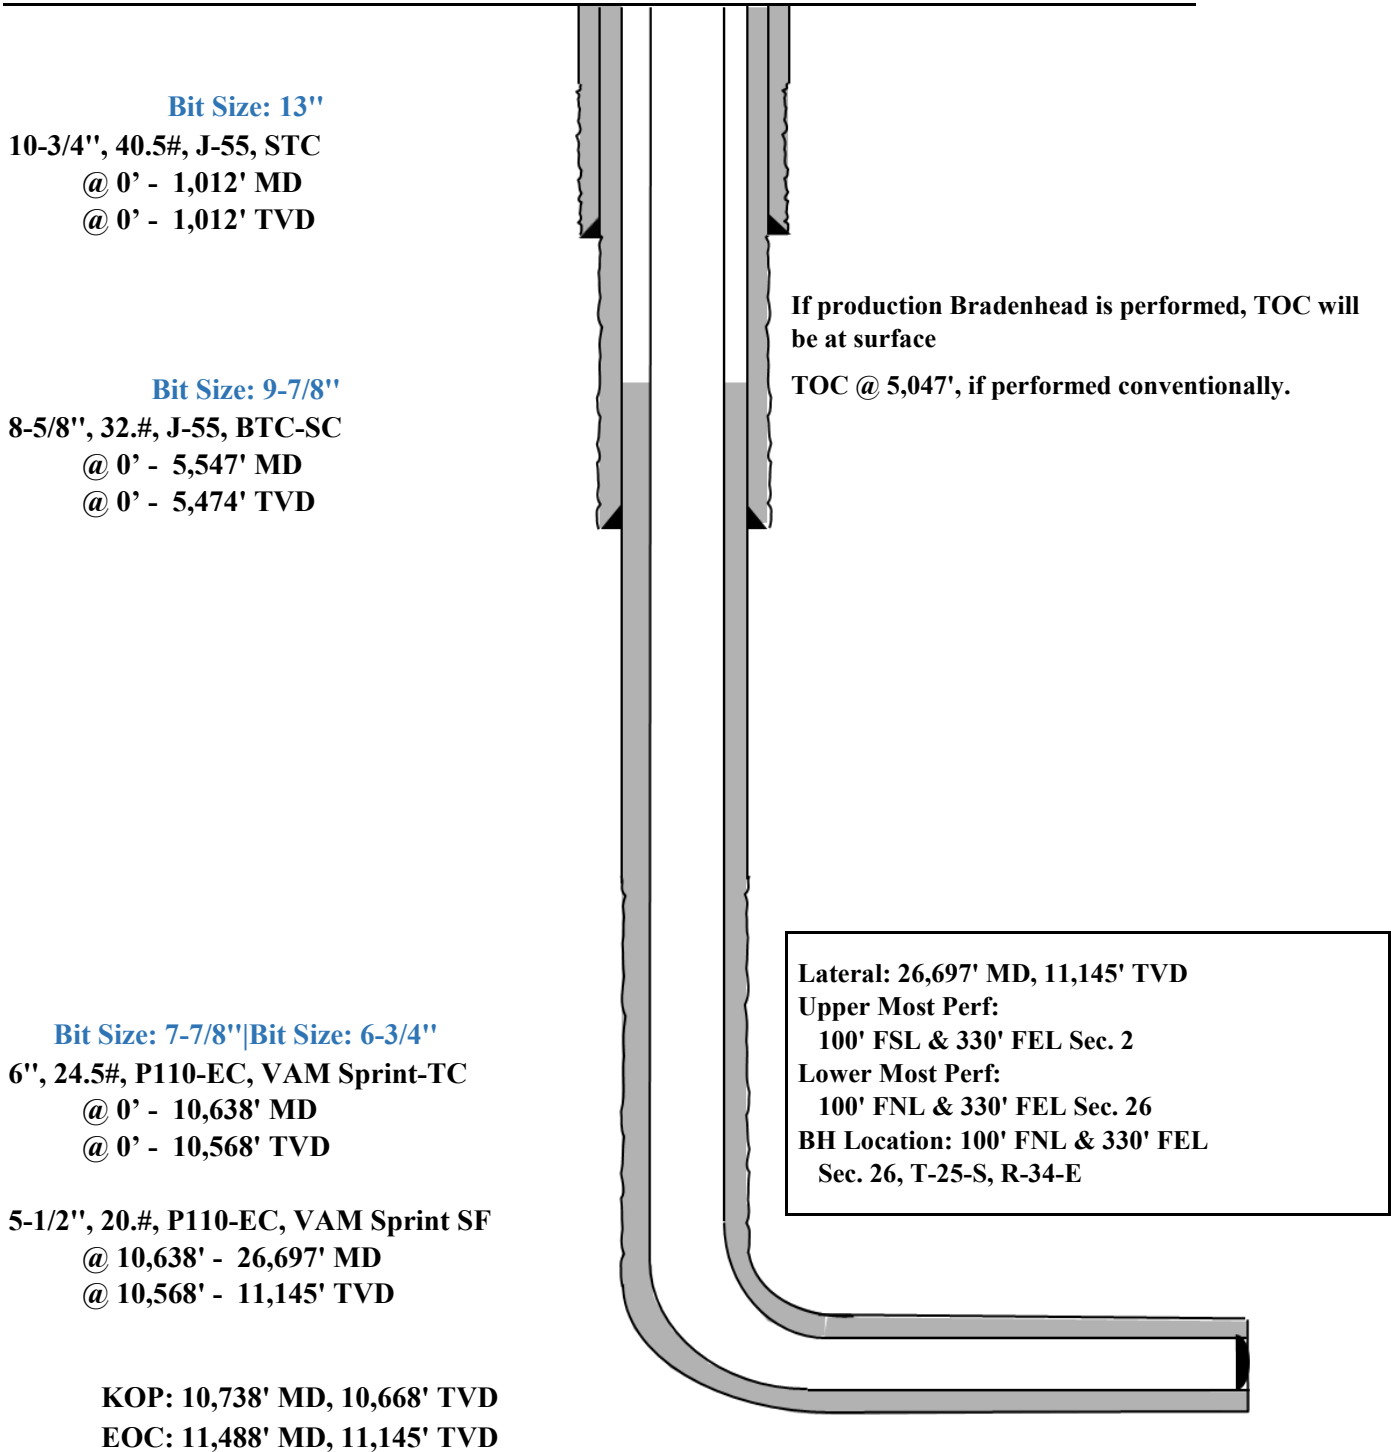 Bit Size: 13''
10-3/4'', 40.5#, J-55, STC
@ 0’ - 1,012' MD
@ 0’ - 1,012' TVD
If production Bradenhead is performed, TOC will
be at surface
TOC @ 5,047', if performed conventionally.
Bit Size: 9-7/8''
8-5/8'', 32.#, J-55, BTC-SC
@ 0’ - 5,547' MD
@ 0’ - 5,474' TVD
Bit Size: 7-7/8''|Bit Size: 6-3/4''
6'', 24.5#, P110-EC, VAM Sprint-TC
@ 0’ - 10,638' MD
@ 0’ - 10,568' TVD
5-1/2'', 20.#, P110-EC, VAM Sprint SF
@ 10,638' - 26,697' MD
@ 10,568' - 11,145' TVD
KOP: 10,738' MD, 10,668' TVD
EOC: 11,488' MD, 11,145' TVD
Lateral: 26,697' MD, 11,145' TVD
Upper Most Perf:
100' FSL & 330' FEL Sec. 2
Lower Most Perf:
100' FNL & 330' FEL Sec. 26
BH Location: 100' FNL & 330' FEL
Sec. 26, T-25-S, R-34-E